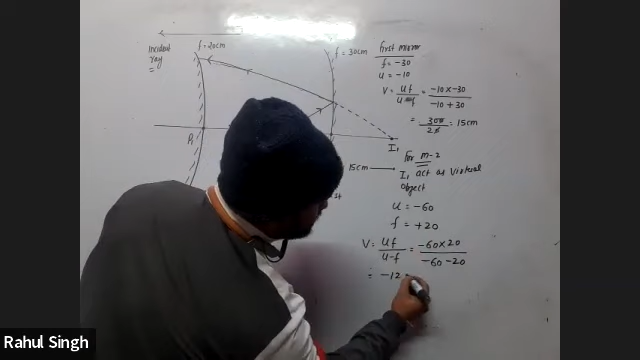 Incident
ray
f = 20cm
f = 30cm
P₁
I₁
15cm
First mirror
f = -30
u = -10
V = uf/u-f = -10×-30/-10+30
= 300/20 = 15cm
For m-2
I₁ act as Virtual
object
u = -60
f = +20
V = uf/u-f = -60×20/-60-20
= -12
Rahul Singh